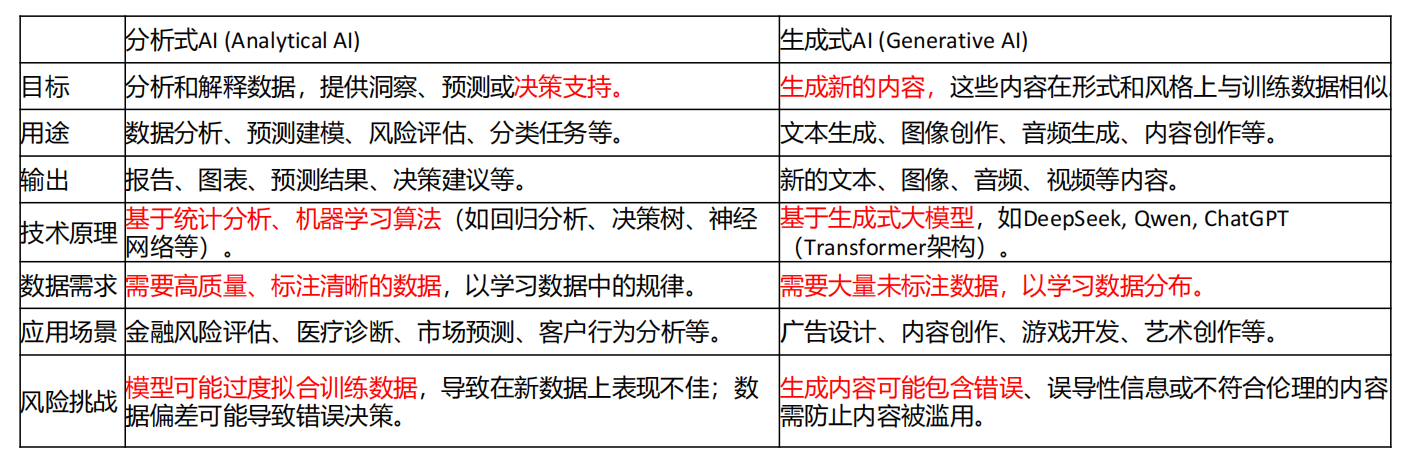 分析式AI (Analytical AI)
生成式AI (Generative AI)
目标
分析和解释数据，提供洞察、预测或决策支持。
生成新的内容，这些内容在形式和风格上与训练数据相似.
用途
数据分析、预测建模、风险评估、分类任务等。
文本生成、图像创作、音频生成、内容创作等。
输出
报告、图表、预测结果、决策建议等。
新的文本、图像、音频、视频等内容。
技术原理
基于统计分析、机器学习算法（如回归分析、决策树、神经
网络等）。
基于生成式大模型，如DeepSeek, Qwen, ChatGPT
（Transformer架构）。
数据需求
需要高质量、标注清晰的数据，以学习数据中的规律。
需要大量未标注数据，以学习数据分布。
应用场景
金融风险评估、医疗诊断、市场预测、客户行为分析等。
广告设计、内容创作、游戏开发、艺术创作等。
风险挑战
模型可能过度拟合训练数据，导致在新数据上表现不佳；数
据偏差可能导致错误决策。
生成内容可能包含错误、误导性信息或不符合伦理的内容
需防止内容被滥用。